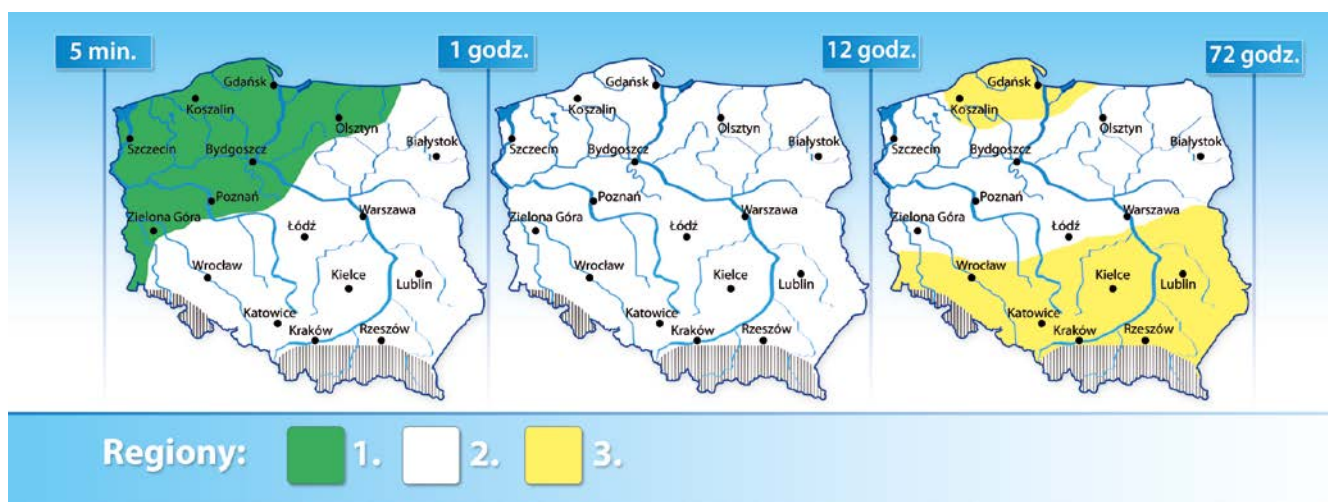 5 min.
1 godz.
12 godz.
72 godz.
Gdańsk
Koszalin
Olsztyn
Szczecin
Bydgoszcz
Białystok
Poznań
Zielona Góra
Warszawa
Łódź
Wrocław
Kielce
Lublin
Katowice
Kraków
Rzeszów
Gdańsk
Koszalin
Olsztyn
Szczecin
Bydgoszcz
Białystok
Poznań
Zielona Góra
Warszawa
Łódź
Wrocław
Kielce
Lublin
Katowice
Kraków
Rzeszów
Gdańsk
Koszalin
Olsztyn
Szczecin
Bydgoszcz
Białystok
Poznań
Zielona Góra
Warszawa
Łódź
Wrocław
Kielce
Lublin
Katowice
Kraków
Rzeszów
Regiony: 1. 2. 3.